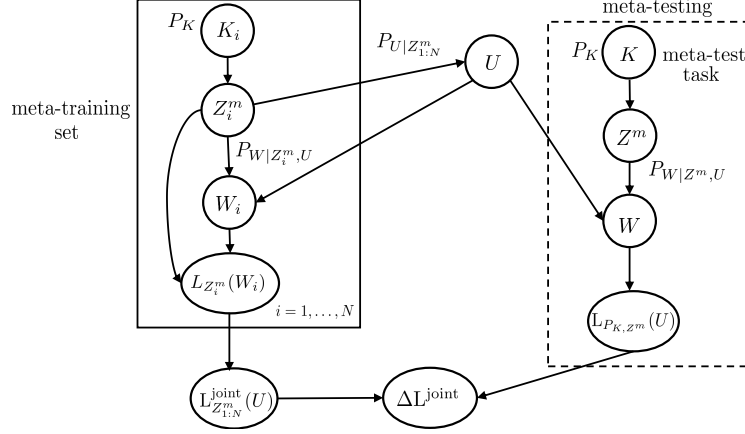 meta-testing
P_K
K_i
P_{U|Z^m_{1:N}}
U
P_K
K
meta-test
task
meta-training
set
Z^m_i
Z^m
P_{W|Z^m_i,U}
P_{W|Z^m,U}
W_i
W
L_{Z^m_i}(W_i)
i = 1, . . . , N
L_{P_K,Z^m}(U)
L^{joint}_{Z^m_{1:N}}(U)
ΔL^{joint}